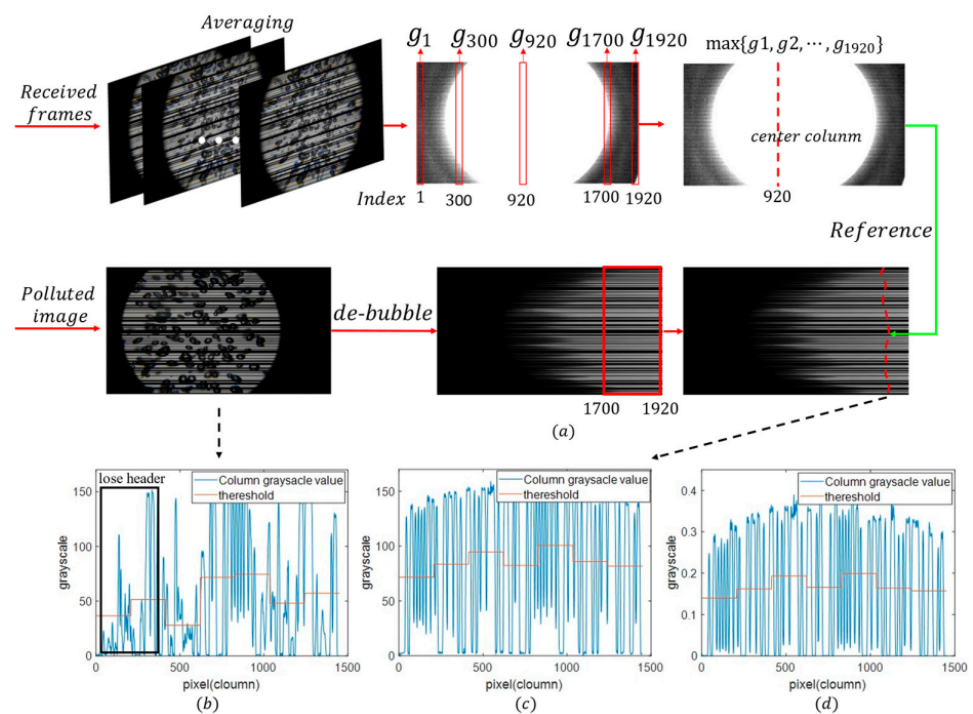 Averaging
Received
frames
g1 g300 g920 g1700 g1920
max{g1, g2, ⋯, g1920}
center colunm
Index 1 300 920 1700 1920
920
Reference
Polluted
image
de-bubble
1700 1920
(a)
lose header
Column graysacle value
thereshold
150
100
50
0
grayscale
0 500 1000 1500
pixel(cloumn)
(b)
Column graysacle value
thereshold
150
100
50
0
grayscale
0 500 1000 1500
pixel(cloumn)
(c)
Column graysacle value
thereshold
0.4
0.3
0.2
0.1
0
grayscale
0 500 1000 1500
pixel(cloumn)
(d)